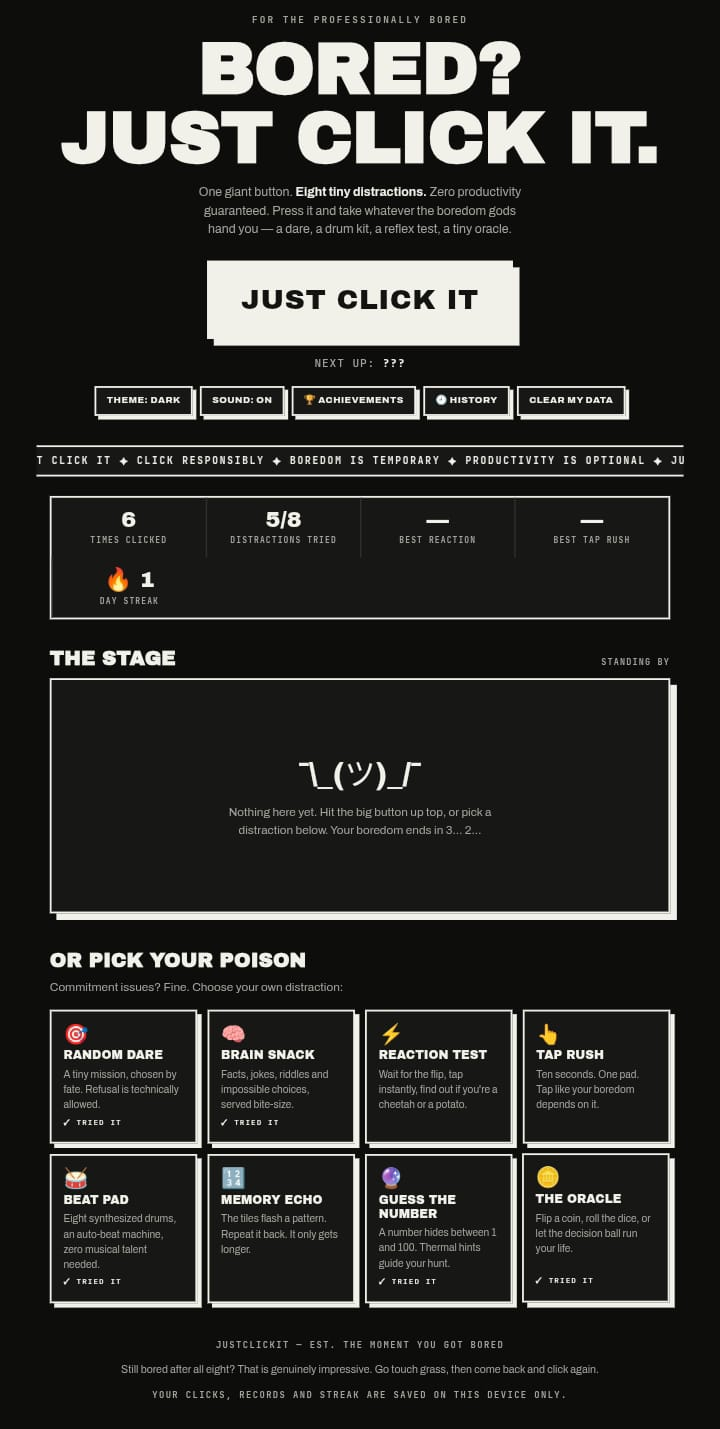 FOR THE PROFESSIONALLY BORED
BORED?
JUST CLICK IT.
One giant button. Eight tiny distractions. Zero productivity
guaranteed. Press it and take whatever the boredom gods
hand you — a dare, a drum kit, a reflex test, a tiny oracle.
JUST CLICK IT
NEXT UP: ???
THEME: DARK
SOUND: ON
🏆 ACHIEVEMENTS
🕘 HISTORY
CLEAR MY DATA
T CLICK IT ✦ CLICK RESPONSIBLY ✦ BOREDOM IS TEMPORARY ✦ PRODUCTIVITY IS OPTIONAL ✦ JU
6
TIMES CLICKED
5/8
DISTRACTIONS TRIED
—
BEST REACTION
—
BEST TAP RUSH
🔥 1
DAY STREAK
THE STAGE
STANDING BY
¯\_(ツ)_/¯
Nothing here yet. Hit the big button up top, or pick a
distraction below. Your boredom ends in 3... 2...
OR PICK YOUR POISON
Commitment issues? Fine. Choose your own distraction:
🎯
RANDOM DARE
A tiny mission, chosen by
fate. Refusal is technically
allowed.
✓ TRIED IT
🧠
BRAIN SNACK
Facts, jokes, riddles and
impossible choices,
served bite-size.
✓ TRIED IT
⚡
REACTION TEST
Wait for the flip, tap
instantly, find out if you're a
cheetah or a potato.
👆
TAP RUSH
Ten seconds. One pad.
Tap like your boredom
depends on it.
🥁
BEAT PAD
Eight synthesized drums,
an auto-beat machine,
zero musical talent
needed.
✓ TRIED IT
🔢
MEMORY ECHO
The tiles flash a pattern.
Repeat it back. It only gets
longer.
🔮
GUESS THE
NUMBER
A number hides between 1
and 100. Thermal hints
guide your hunt.
✓ TRIED IT
🪙
THE ORACLE
Flip a coin, roll the dice, or
let the decision ball run
your life.
✓ TRIED IT
JUSTCLICKIT — EST. THE MOMENT YOU GOT BORED
Still bored after all eight? That is genuinely impressive. Go touch grass, then come back and click again.
YOUR CLICKS, RECORDS AND STREAK ARE SAVED ON THIS DEVICE ONLY.